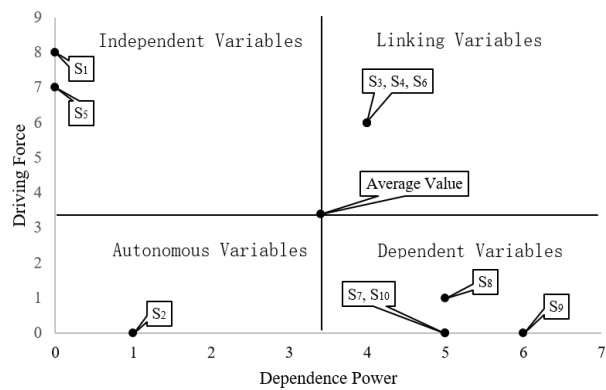 9
8
7
6
5
4
3
2
1
0
Driving Force
Independent Variables
Linking Variables
S1
S5
S3, S4, S6
Average Value
Autonomous Variables
Dependent Variables
S2
S7, S10
S8
S9
0 1 2 3 4 5 6 7
Dependence Power